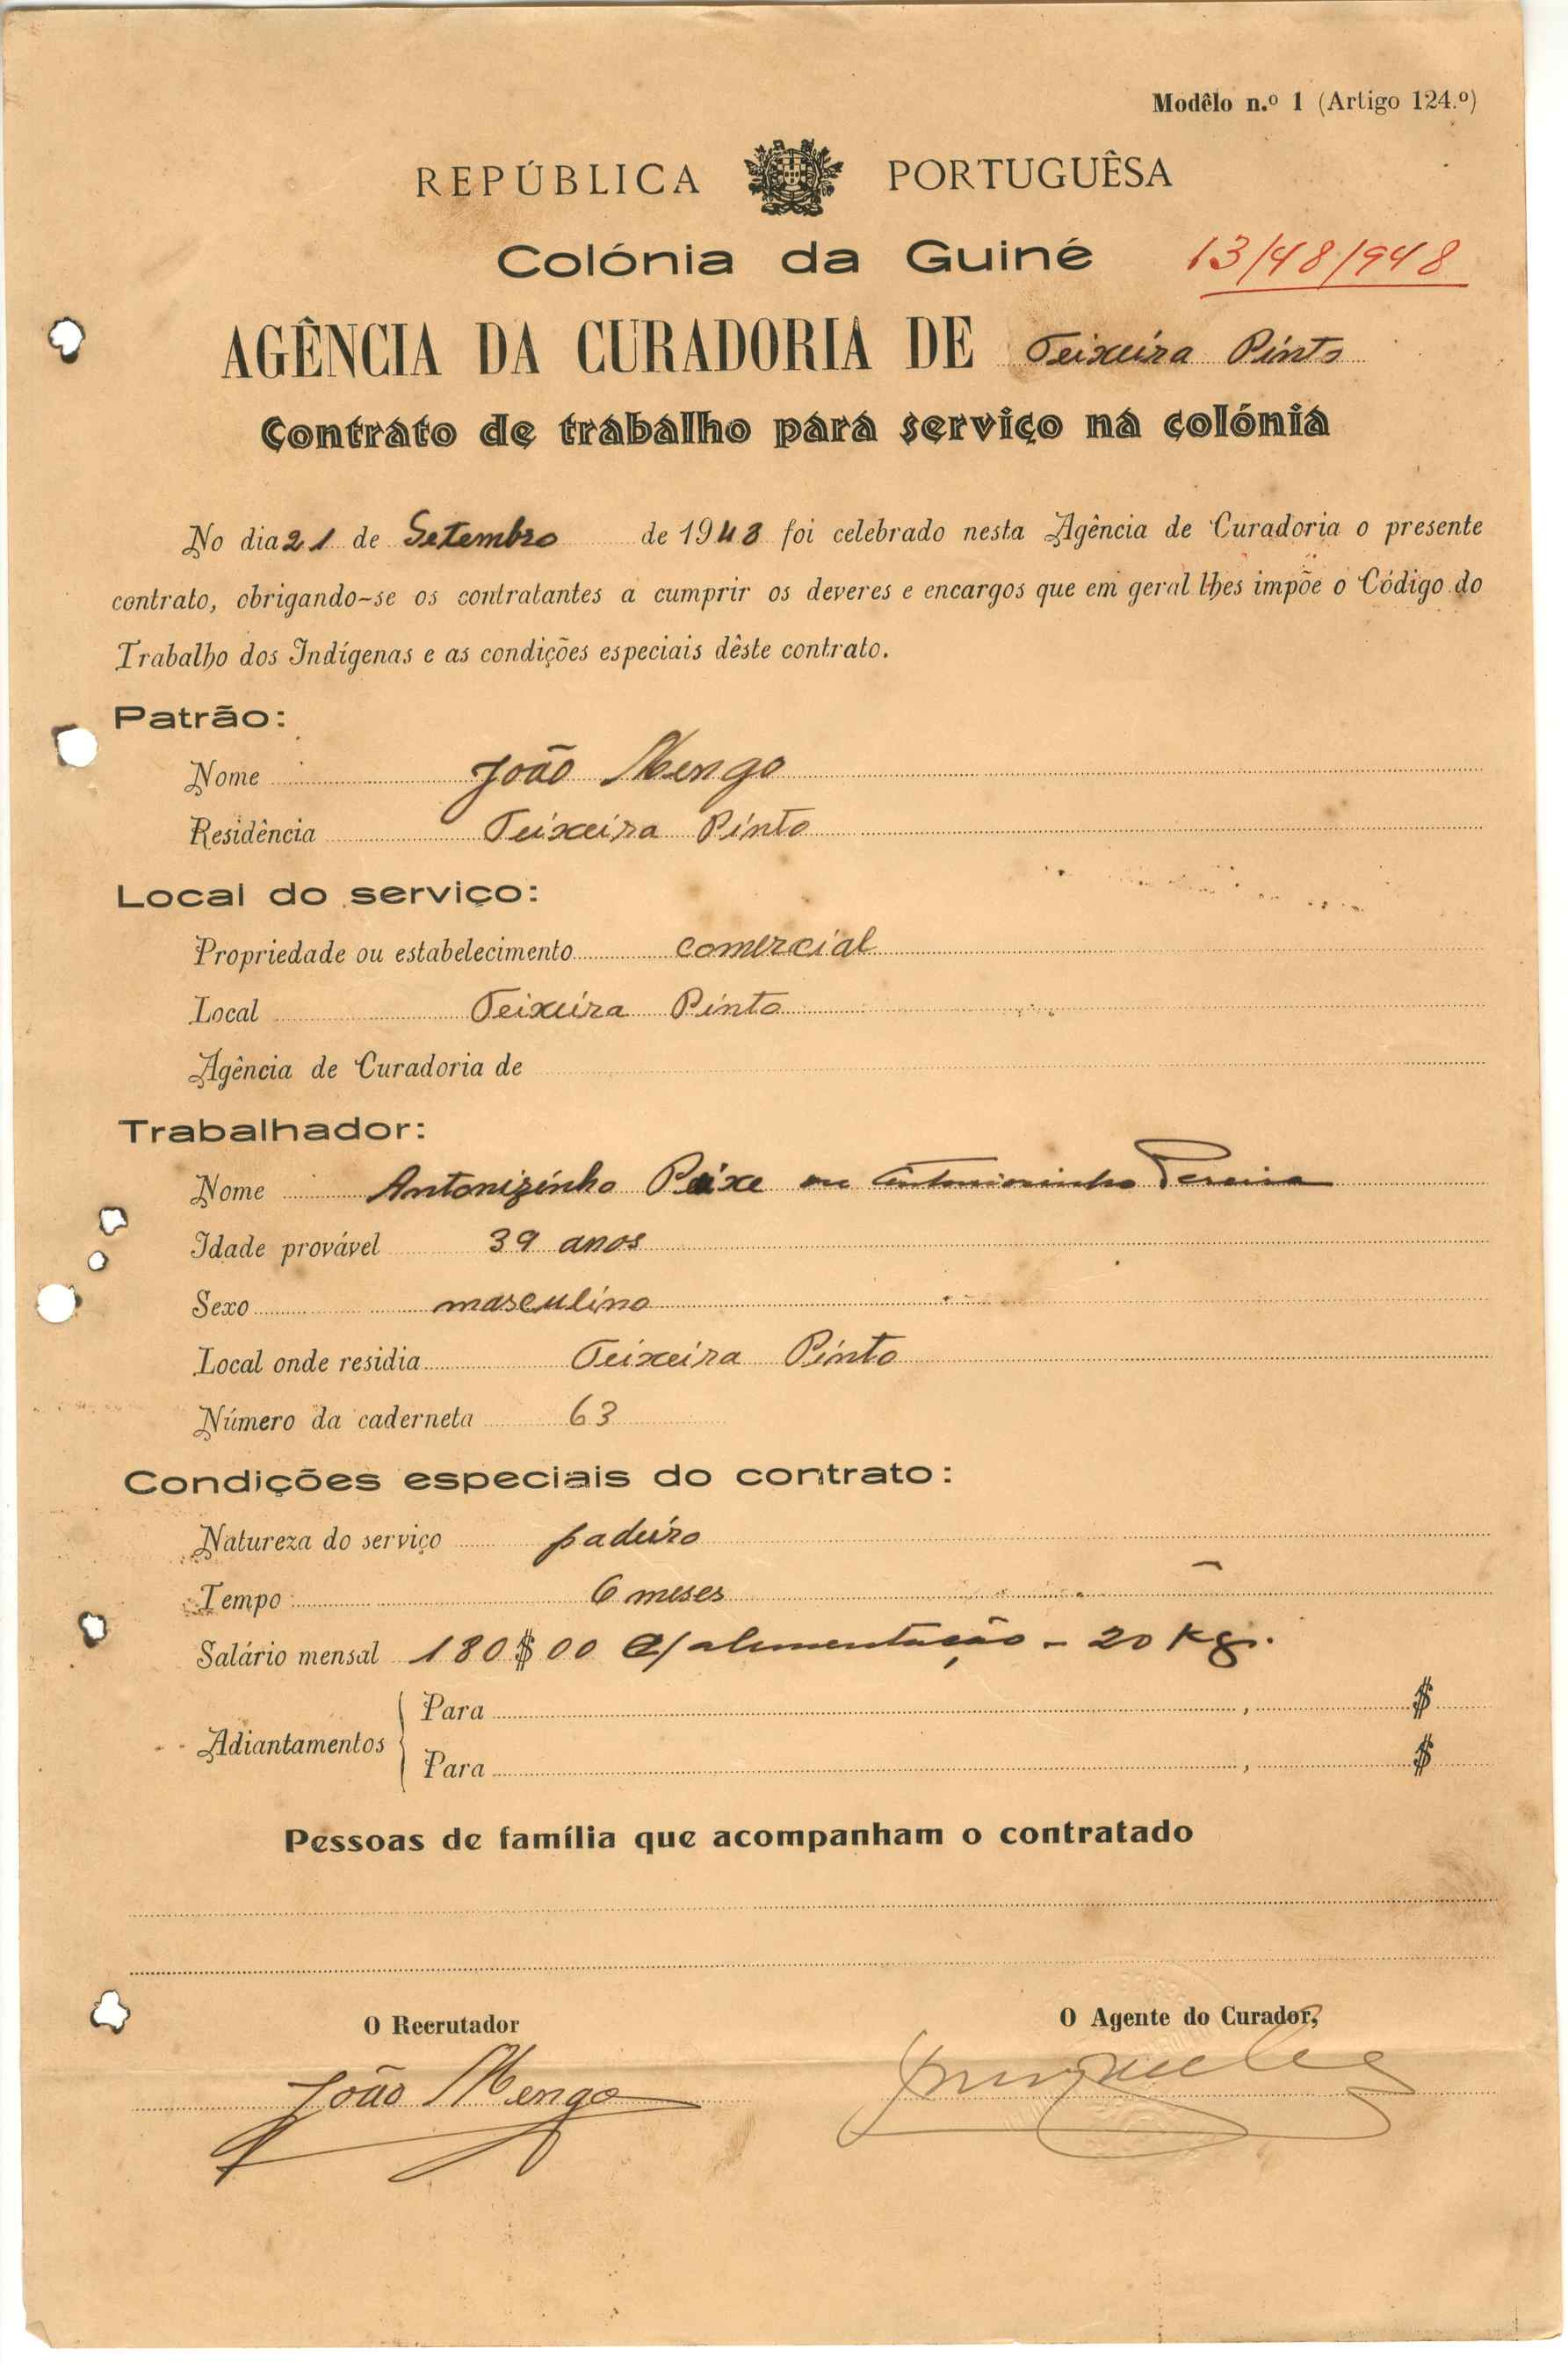 Modêlo n.º 1 (Artigo 124.º)
REPÚBLICA PORTUGUÊSA
Colónia da Guiné 13/48/948
AGÊNCIA DA CURADORIA DE Teixeira Pinto
Contrato de trabalho para serviço na colónia
No dia 21 de Setembro de 1948 foi celebrado nesta Agência de Curadoria o presente
contrato, obrigando-se os contratantes a cumprir os deveres e encargos que em geral lhes impõe o Código do
Trabalho dos Indígenas e as condições especiais dêste contrato.
Patrão:
Nome João Mengo
Residência Teixeira Pinto
Local do serviço:
Propriedade ou estabelecimento comercial
Local Teixeira Pinto
Agência de Curadoria de
Trabalhador:
Nome Antonizinho Peixe ou Antonioninho Pereira
Idade provável 39 anos
Sexo masculino
Local onde residia Teixeira Pinto
Número da caderneta 63
Condições especiais do contrato:
Natureza do serviço padeiro
Tempo 6 meses
Salário mensal 180$00 c/ alimentação - 20 Kgs.
Adiantamentos { Para , $
Para , $
Pessoas de família que acompanham o contratado
O Recrutador O Agente do Curador,
João Mengo